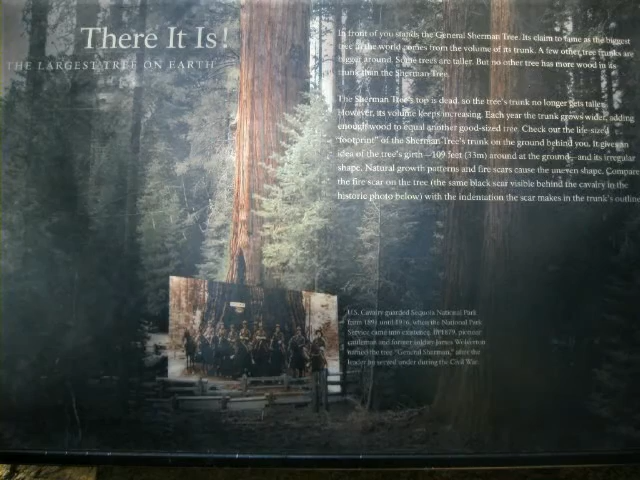 There It Is!
THE LARGEST TREE ON EARTH
In front of you stands the General Sherman Tree. Its claim to fame as the biggest
tree in the world comes from the volume of its trunk. A few other tree trunks are
bigger around. Some trees are taller. But no other tree has more wood in its
trunk than the Sherman Tree.
The Sherman Tree's top is dead, so the tree's trunk no longer gets taller.
However, its volume keeps increasing. Each year the trunk grows wider, adding
enough wood to equal another good-sized tree. Check out the life-sized
"footprint" of the Sherman Tree's trunk on the ground behind you. It gives an
idea of the tree's girth—109 feet (33m) around at the ground—and its irregular
shape. Natural growth patterns and fire scars cause the uneven shape. Compare
the fire scar on the tree (the same black scar visible behind the cavalry in the
historic photo below) with the indentation the scar makes in the trunk's outline
U.S. Cavalry guarded Sequoia National Park
from 1891 until 1916, when the National Park
Service came into existence. In 1879, pioneer
cattleman and former soldier James Wolverton
named the tree "General Sherman," after the
leader he served under during the Civil War.